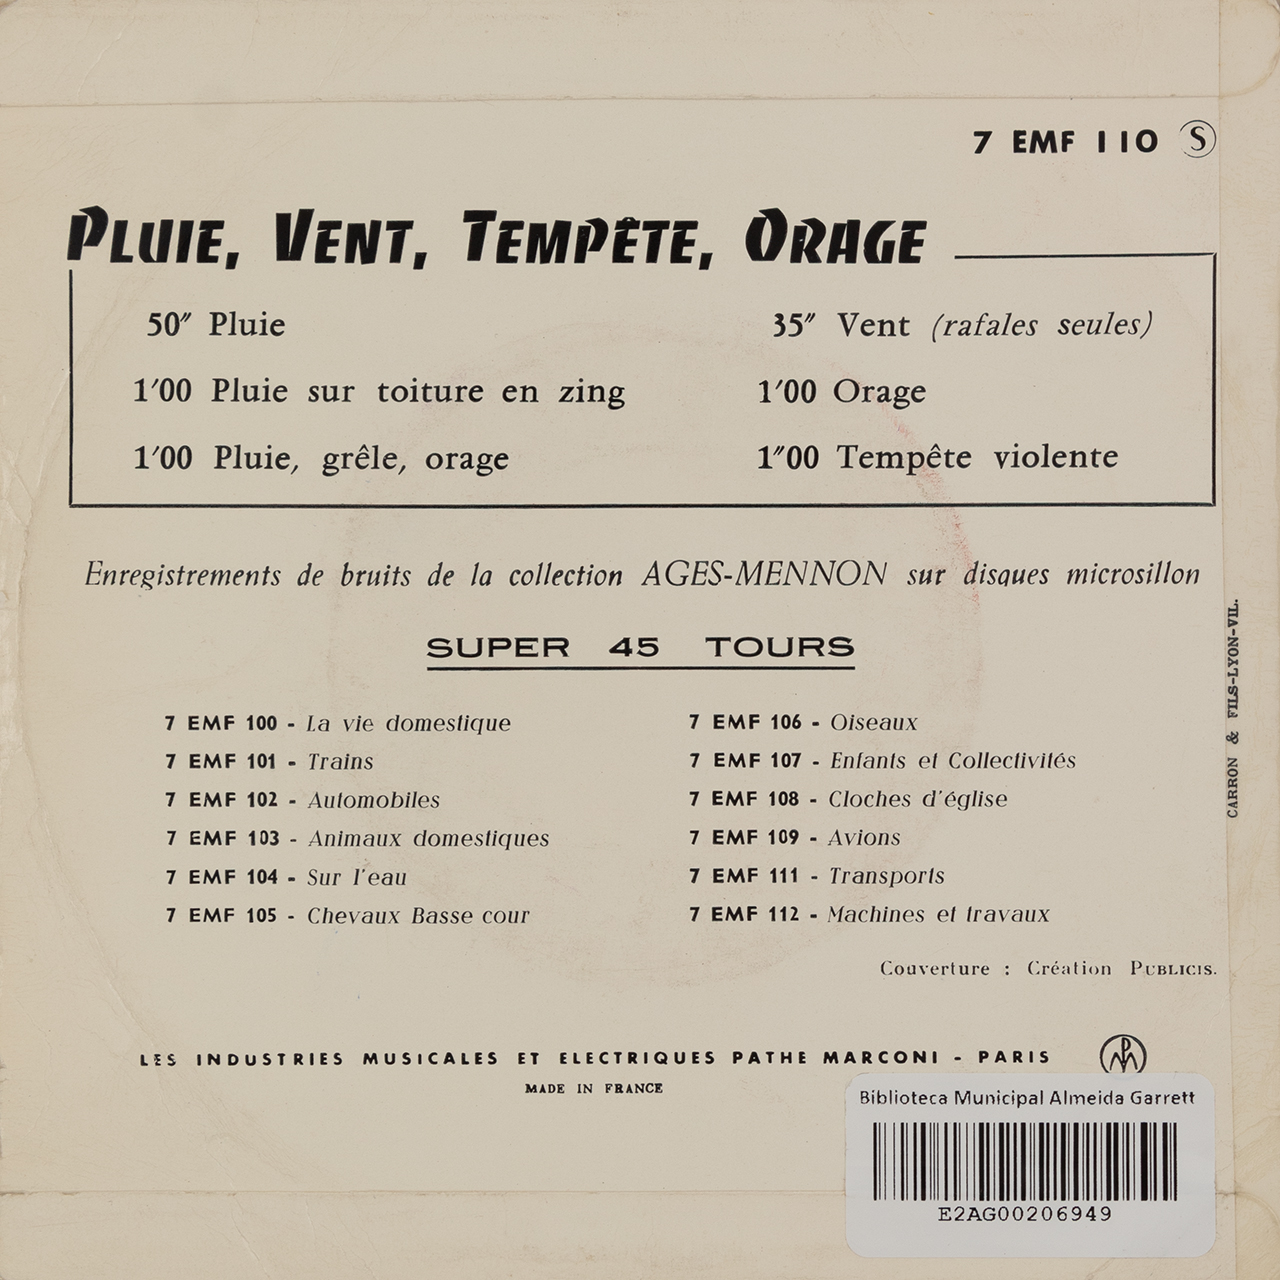 7 EMF 110 S
PLUIE, VENT, TEMPÊTE, ORAGE
50″ Pluie
1′00 Pluie sur toiture en zing
1′00 Pluie, grêle, orage
35″ Vent (rafales seules)
1′00 Orage
1″00 Tempête violente
Enregistrements de bruits de la collection AGES-MENNON sur disques microsillon
SUPER 45 TOURS
7 EMF 100 - La vie domestique
7 EMF 101 - Trains
7 EMF 102 - Automobiles
7 EMF 103 - Animaux domestiques
7 EMF 104 - Sur l'eau
7 EMF 105 - Chevaux Basse cour
7 EMF 106 - Oiseaux
7 EMF 107 - Enfants et Collectivités
7 EMF 108 - Cloches d'église
7 EMF 109 - Avions
7 EMF 111 - Transports
7 EMF 112 - Machines et travaux
Couverture : Création PUBLICIS.
CARRON & FILS-LYON-VIL.
LES INDUSTRIES MUSICALES ET ELECTRIQUES PATHE MARCONI - PARIS
MADE IN FRANCE
Biblioteca Municipal Almeida Garrett
E2AG00206949